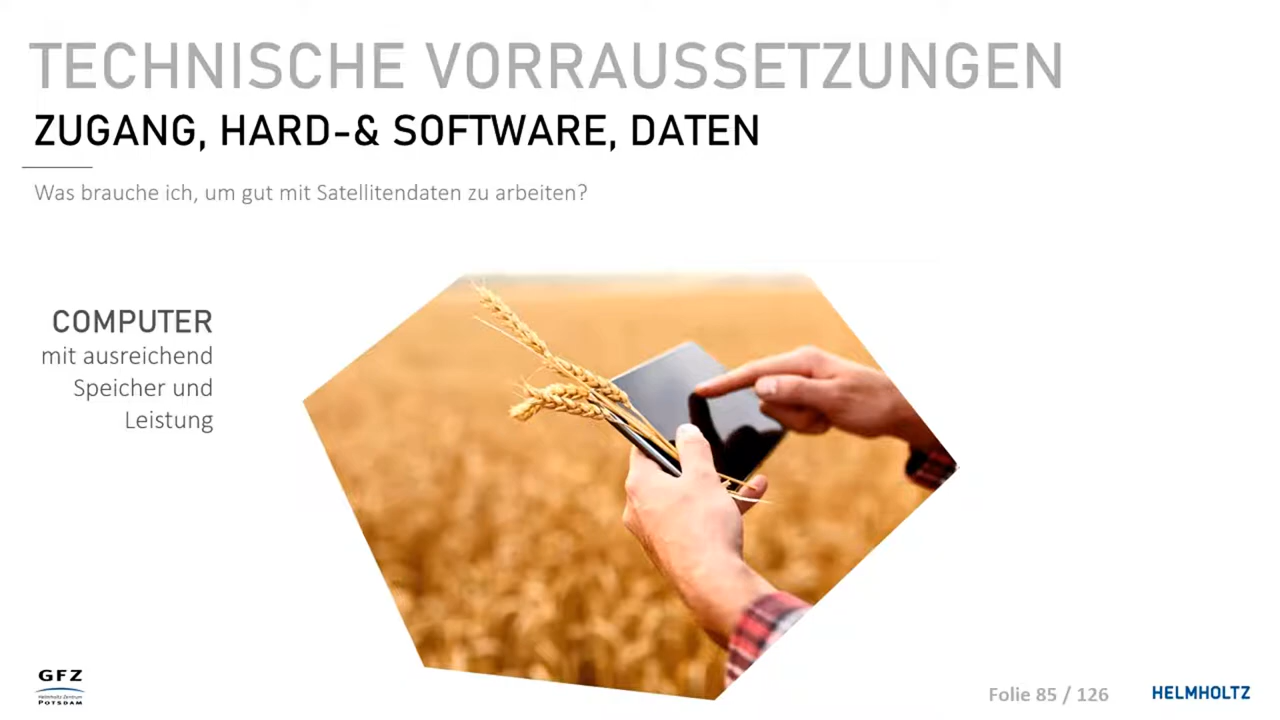 TECHNISCHE VORRAUSSETZUNGEN
ZUGANG, HARD-& SOFTWARE, DATEN
Was brauche ich, um gut mit Satellitendaten zu arbeiten?
COMPUTER
mit ausreichend
Speicher und
Leistung
GFZ
Helmholtz-Zentrum
POTSDAM
Folie 85 / 126
HELMHOLTZ